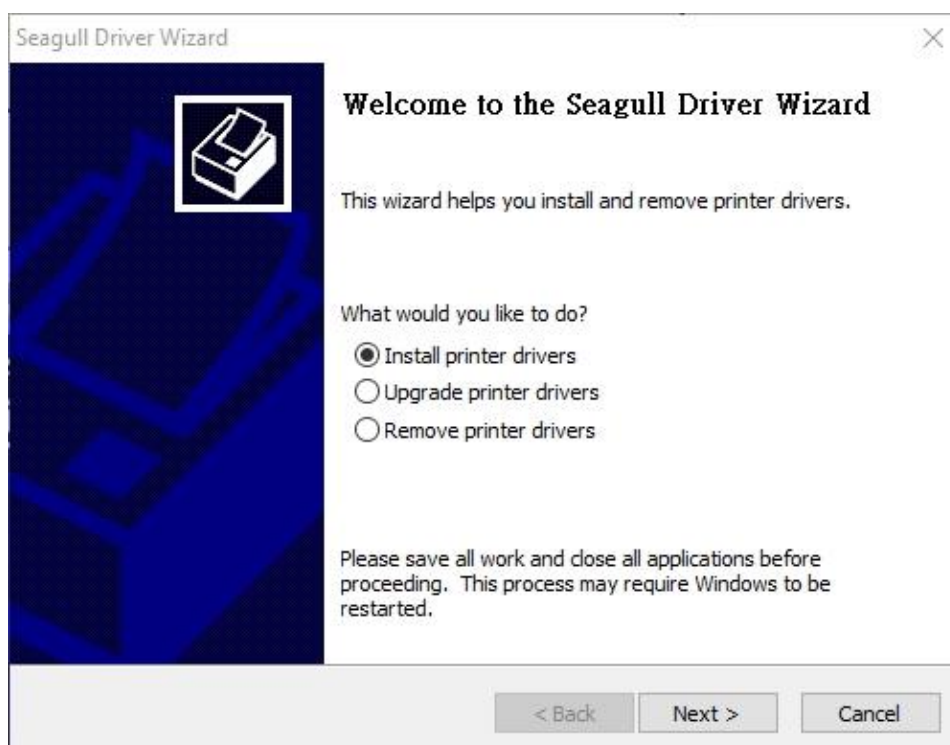 Seagull Driver Wizard
Welcome to the Seagull Driver Wizard
This wizard helps you install and remove printer drivers.
What would you like to do?
Install printer drivers
Upgrade printer drivers
Remove printer drivers
Please save all work and close all applications before
proceeding.  This process may require Windows to be
restarted.
< Back
Next >
Cancel